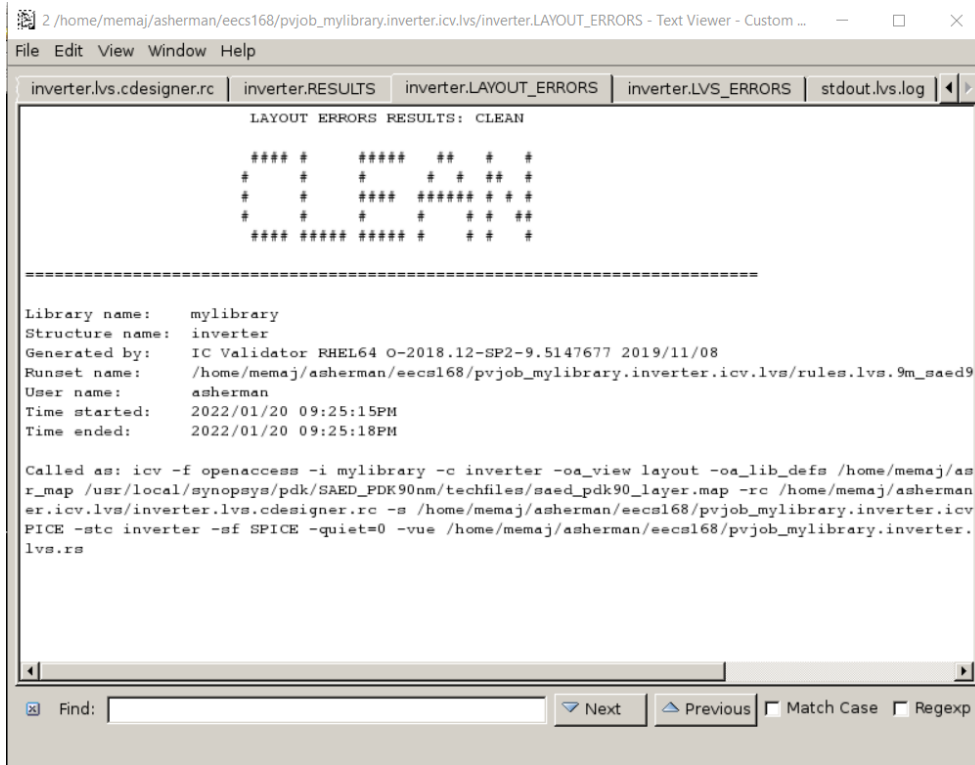 2 /home/memaj/asherman/eecs168/pvjob_mylibrary.inverter.icv.lvs/inverter.LAYOUT_ERRORS - Text Viewer - Custom ...
File Edit View Window Help
inverter.lvs.cdesigner.rc inverter.RESULTS inverter.LAYOUT_ERRORS inverter.LVS_ERRORS stdout.lvs.log
LAYOUT ERRORS RESULTS: CLEAN
#### # ##### ## # #
# # # # # ## #
# # #### ###### # # #
# # # # # # ##
#### ##### ##### # # # #
===========================================================================
Library name: mylibrary
Structure name: inverter
Generated by: IC Validator RHEL64 O-2018.12-SP2-9.5147677 2019/11/08
Runset name: /home/memaj/asherman/eecs168/pvjob_mylibrary.inverter.icv.lvs/rules.lvs.9m_saed9
User name: asherman
Time started: 2022/01/20 09:25:15PM
Time ended: 2022/01/20 09:25:18PM
Called as: icv -f openaccess -i mylibrary -c inverter -oa_view layout -oa_lib_defs /home/memaj/as
r_map /usr/local/synopsys/pdk/SAED_PDK90nm/techfiles/saed_pdk90_layer.map -rc /home/memaj/asherman
er.icv.lvs/inverter.lvs.cdesigner.rc -s /home/memaj/asherman/eecs168/pvjob_mylibrary.inverter.icv
PICE -stc inverter -sf SPICE -quiet=0 -vue /home/memaj/asherman/eecs168/pvjob_mylibrary.inverter.
lvs.rs
Find: Next Previous Match Case Regexp